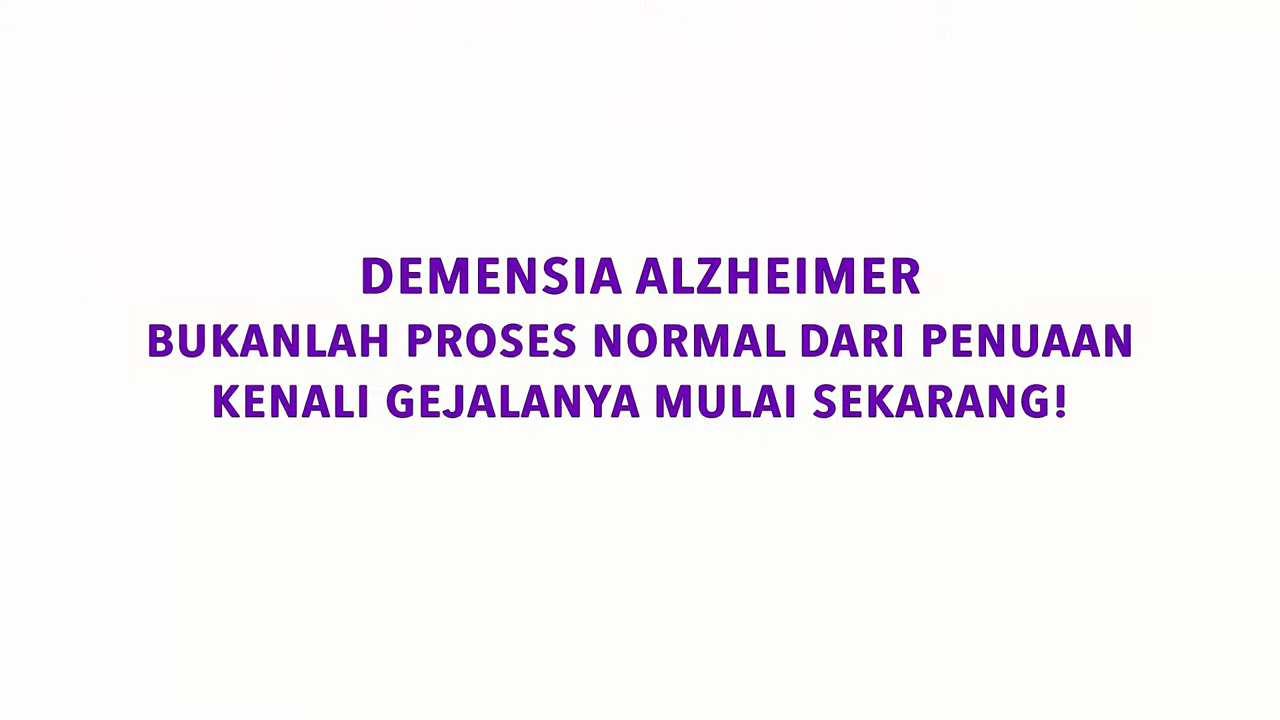 DEMENSIA ALZHEIMER
BUKANLAH PROSES NORMAL DARI PENUAAN
KENALI GEJALANYA MULAI SEKARANG!